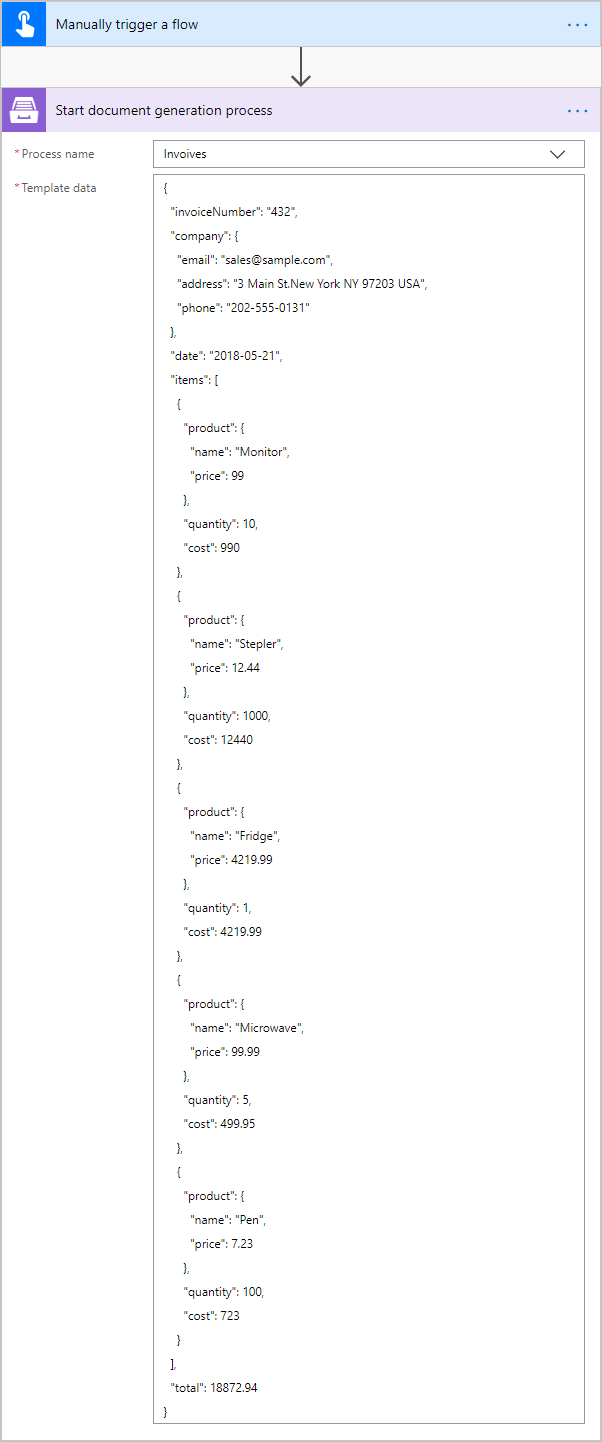 Manually trigger a flow
Start document generation process
*Process name
Invoives
*Template data
{
"invoiceNumber": "432",
"company": {
"email": "sales@sample.com",
"address": "3 Main St.New York NY 97203 USA",
"phone": "202-555-0131"
},
"date": "2018-05-21",
"items": [
{
"product": {
"name": "Monitor",
"price": 99
},
"quantity": 10,
"cost": 990
},
{
"product": {
"name": "Stepler",
"price": 12.44
},
"quantity": 1000,
"cost": 12440
},
{
"product": {
"name": "Fridge",
"price": 4219.99
},
"quantity": 1,
"cost": 4219.99
},
{
"product": {
"name": "Microwave",
"price": 99.99
},
"quantity": 5,
"cost": 499.95
},
{
"product": {
"name": "Pen",
"price": 7.23
},
"quantity": 100,
"cost": 723
}
],
"total": 18872.94
}